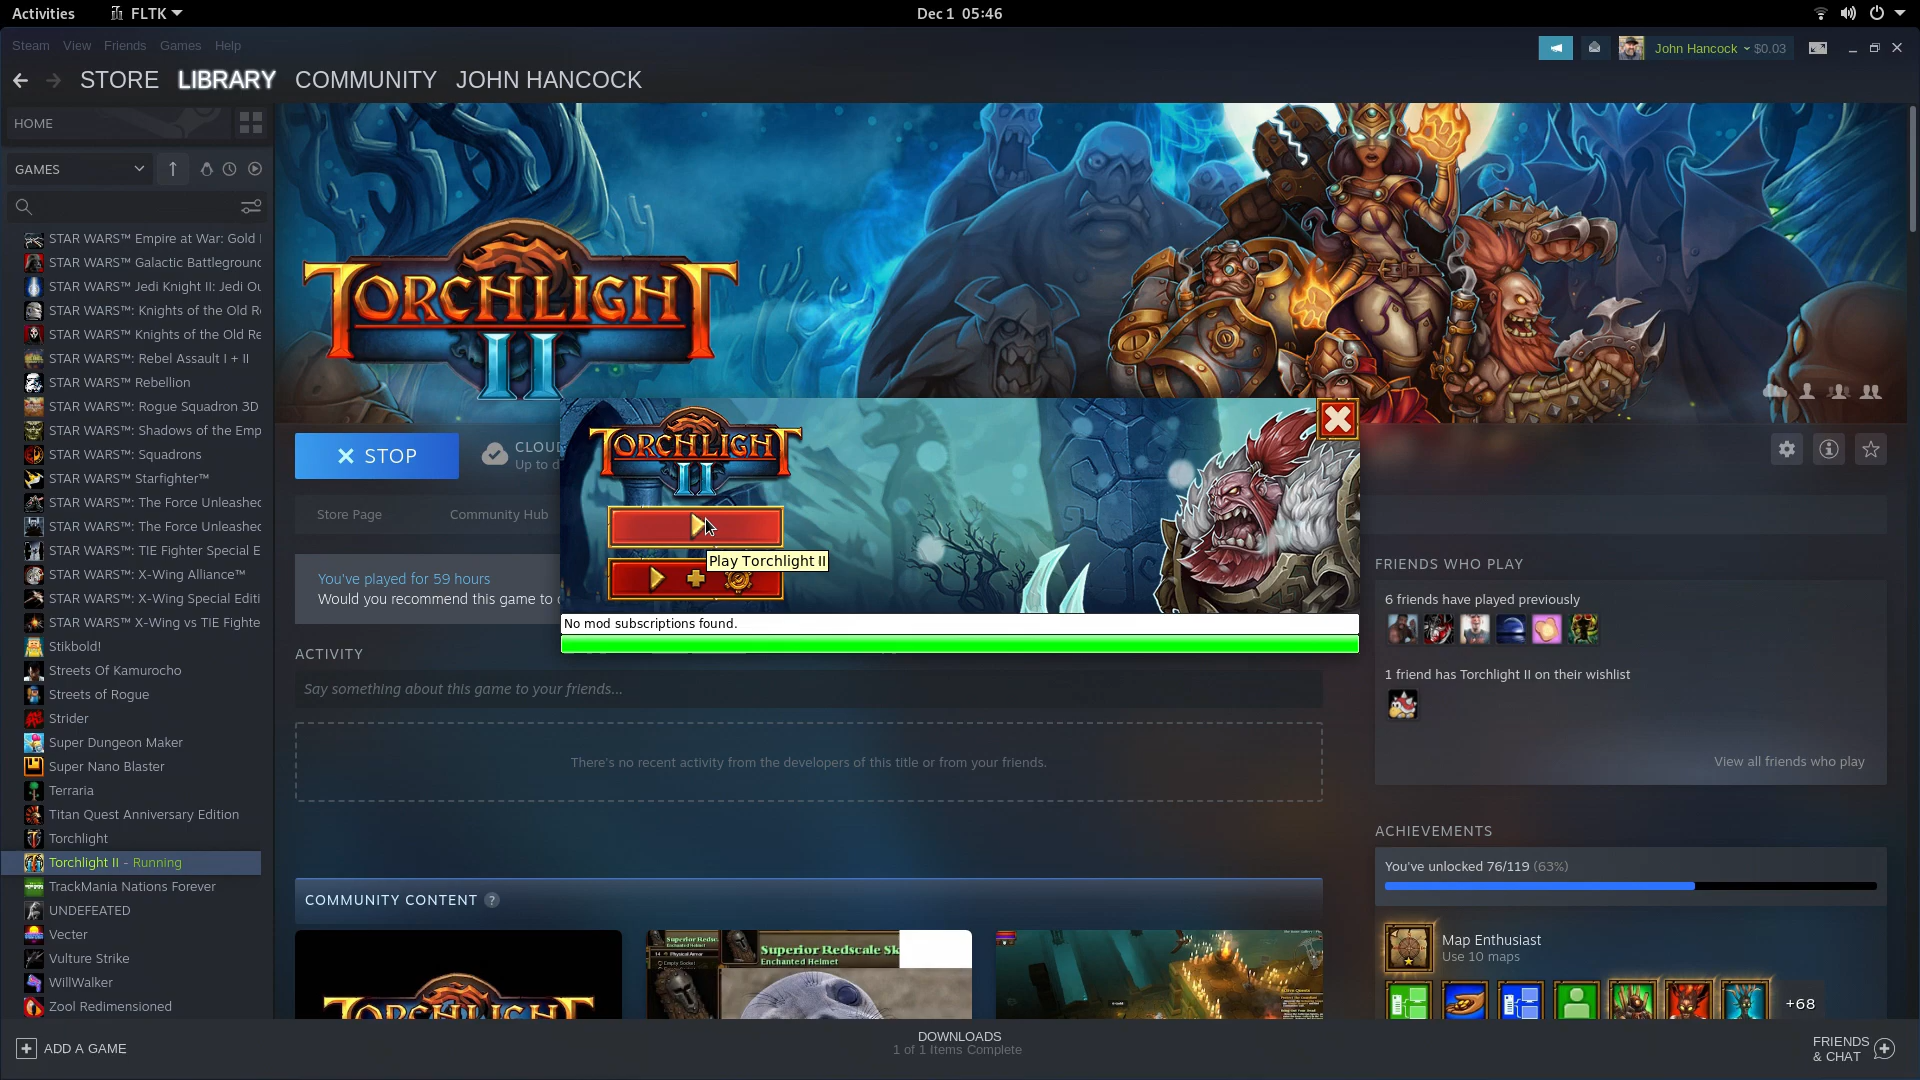 Activities
FLTK
Dec 1 05:46
Steam View Friends Games Help
John Hancock $0.03
STORE LIBRARY COMMUNITY JOHN HANCOCK
HOME
GAMES
STAR WARS™ Empire at War: Gold
STAR WARS™ Galactic Battleground
STAR WARS™ Jedi Knight II: Jedi Ou
STAR WARS™: Knights of the Old Re
STAR WARS™ Knights of the Old Re
STAR WARS™: Rebel Assault I + II
STAR WARS™ Rebellion
STAR WARS™: Rogue Squadron 3D
STAR WARS™: Shadows of the Emp
STAR WARS™: Squadrons
STAR WARS™ Starfighter™
STAR WARS™: The Force Unleashed
STAR WARS™: The Force Unleashed
STAR WARS™: TIE Fighter Special E
STAR WARS™: X-Wing Alliance™
STAR WARS™: X-Wing Special Editi
STAR WARS™ X-Wing vs TIE Fighte
Stikbold!
Streets Of Kamurocho
Streets of Rogue
Strider
Super Dungeon Maker
Super Nano Blaster
Terraria
Titan Quest Anniversary Edition
Torchlight
Torchlight II - Running
TrackMania Nations Forever
UNDEFEATED
Vecter
Vulture Strike
WillWalker
Zool Redimensioned
ADD A GAME
TORCHLIGHT
II
STOP
CLOUD
Up to d
Store Page
Community Hub
You've played for 59 hours
Would you recommend this game to
TORCHLIGHT
II
Play Torchlight II
No mod subscriptions found.
ACTIVITY
Say something about this game to your friends...
There's no recent activity from the developers of this title or from your friends.
COMMUNITY CONTENT ?
TORCHLIGHT
Superior Redsc
Physical Armor
Empty Socket
Superior Redscale Sk
Enchanted Helmet
FRIENDS WHO PLAY
6 friends have played previously
1 friend has Torchlight II on their wishlist
View all friends who play
ACHIEVEMENTS
You've unlocked 76/119 (63%)
Map Enthusiast
Use 10 maps
+68
DOWNLOADS
1 of 1 Items Complete
FRIENDS
& CHAT